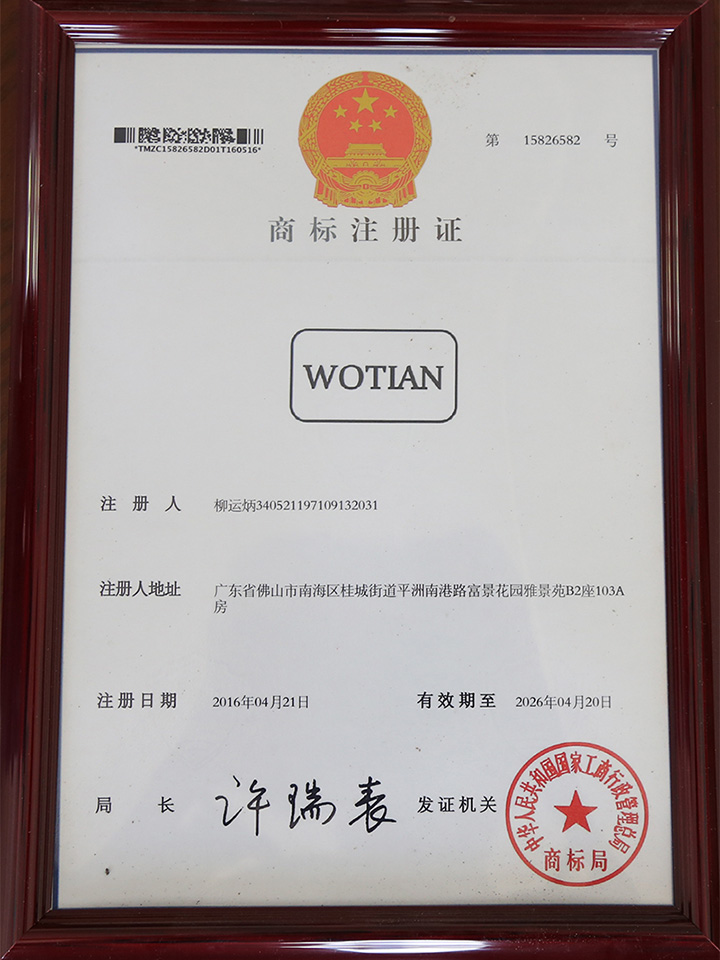 *TMZC15826582D01T160516*
第 15826582 号
商标注册证
WOTIAN
注册人 柳运炳340521197109132031
注册人地址 广东省佛山市南海区桂城街道平洲南港路富景花园雅景苑B2座103A
房
注册日期 2016年04月21日 有效期至 2026年04月20日
局长 许瑞表 发证机关
中华人民共和国国家工商行政管理总局
商标局